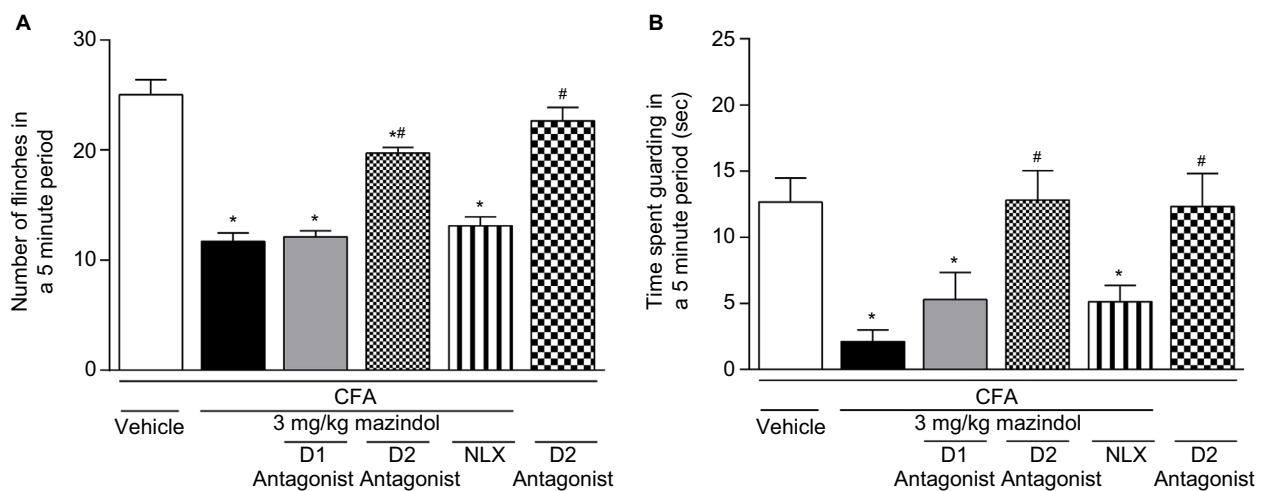 A
Number of flinches in
a 5 minute period
30
20
10
0
*
*
*#
*
#
CFA
Vehicle
3 mg/kg mazindol
D1
Antagonist
D2
Antagonist
NLX
D2
Antagonist
B
Time spent guarding in
a 5 minute period (sec)
25
20
15
10
5
0
*
*
#
*
#
CFA
Vehicle
3 mg/kg mazindol
D1
Antagonist
D2
Antagonist
NLX
D2
Antagonist